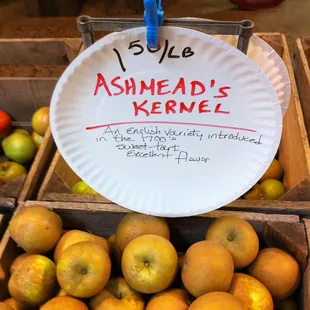 1 50/LB
ASHMEAD'S
KERNEL
An english variety introduced
in the 1700's
sweet-tart
Excellent flavor